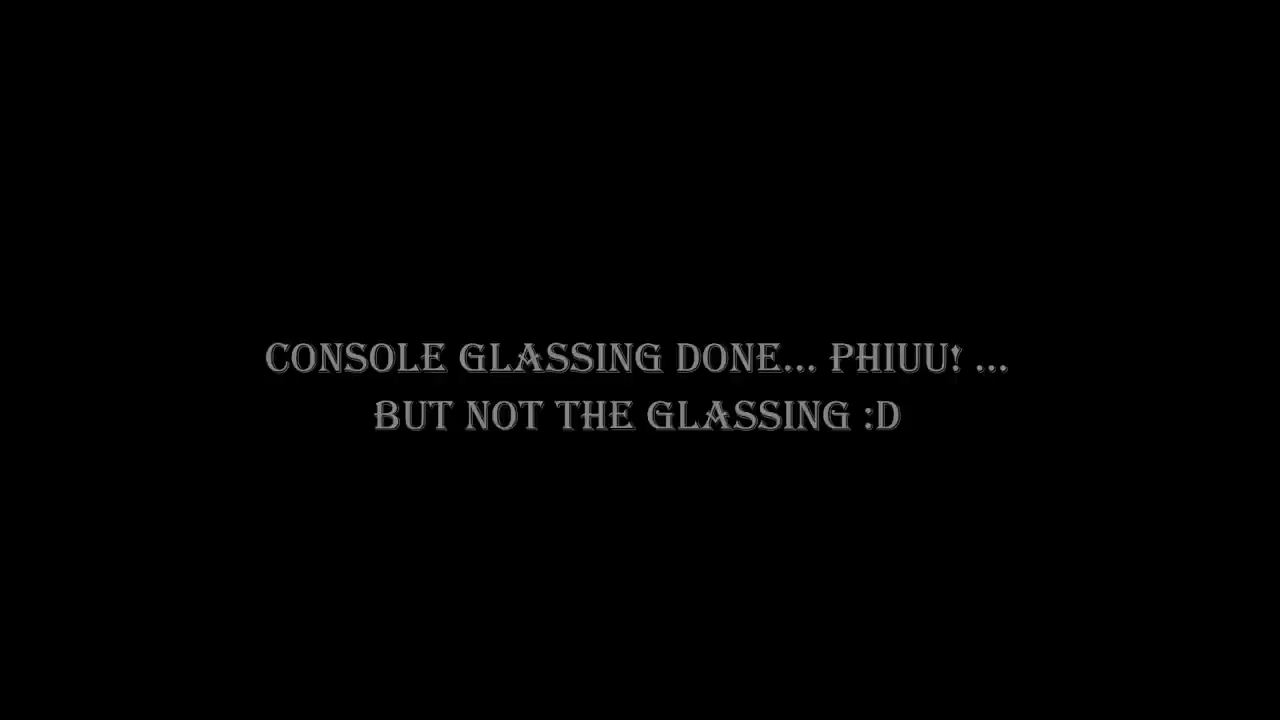 CONSOLE GLASSING DONE... PHIUU! ...
BUT NOT THE GLASSING :D